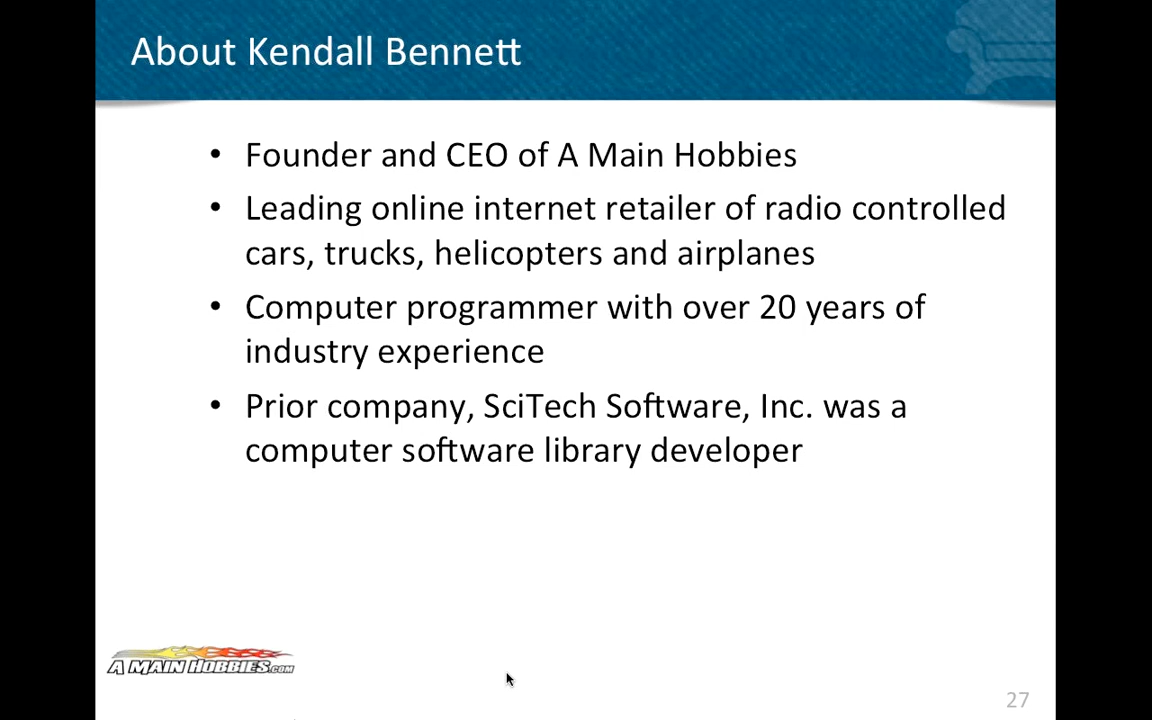 About Kendall Bennett
• Founder and CEO of A Main Hobbies
• Leading online internet retailer of radio controlled
cars, trucks, helicopters and airplanes
• Computer programmer with over 20 years of
industry experience
• Prior company, SciTech Software, Inc. was a
computer software library developer
A MAIN HOBBIES.COM
27